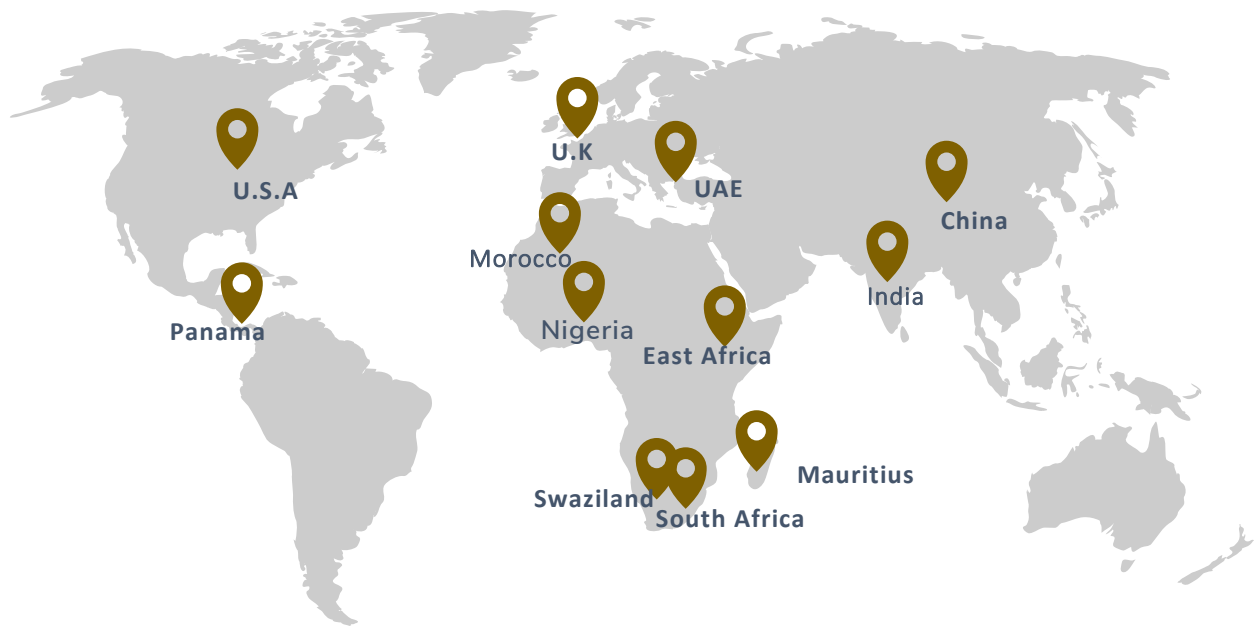 U.K
U.S.A
UAE
China
Morocco
India
Panama
Nigeria
East Africa
Mauritius
Swaziland
South Africa